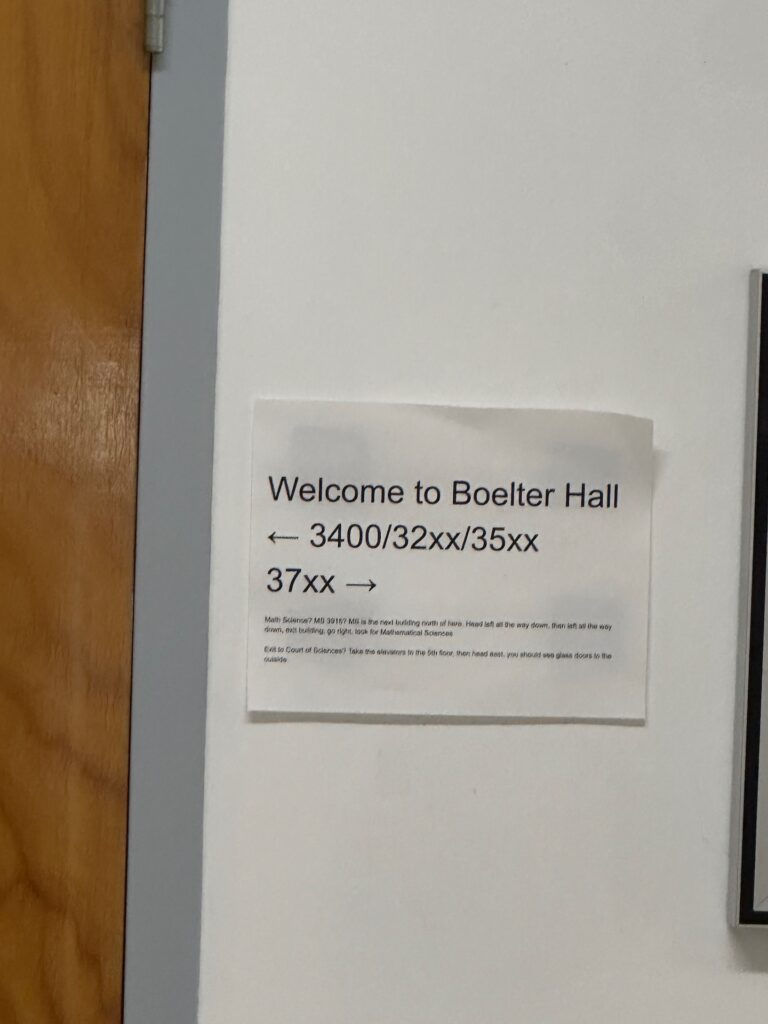 Welcome to Boelter Hall
← 3400/32xx/35xx
37xx →
Math Science? MS 3915? MS is the next building north of here. Head left all the way down, then left all the way
down, exit building, go right, look for Mathematical Sciences
Exit to Court of Sciences? Take the elevators to the 5th floor, then head east, you should see glass doors to the
outside